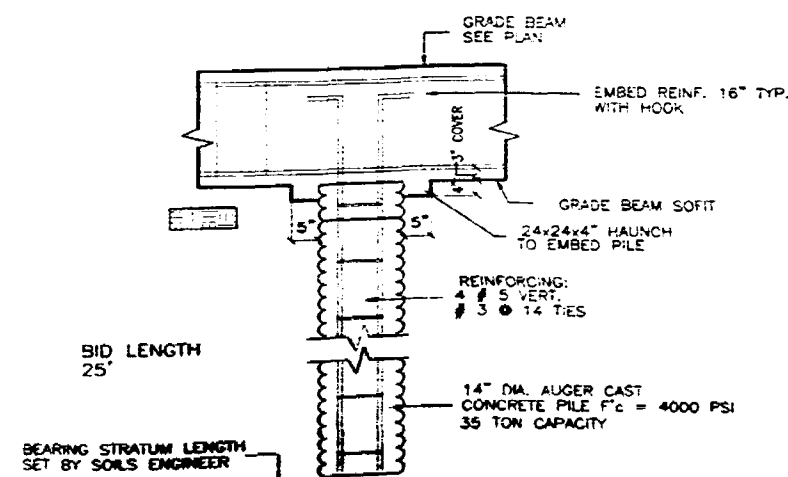 GRADE BEAM
SEE PLAN
EMBED REINF. 16" TYP.
WITH HOOK
3" COVER
4"
GRADE BEAM SOFIT
5"
5"
24x24x4" HAUNCH
TO EMBED PILE
REINFORCING:
4 # 5 VERT.
# 3 @ 14 TIES
BID LENGTH
25'
14" DIA. AUGER CAST
CONCRETE PILE F'c = 4000 PSI
35 TON CAPACITY
BEARING STRATUM LENGTH
SET BY SOILS ENGINEER